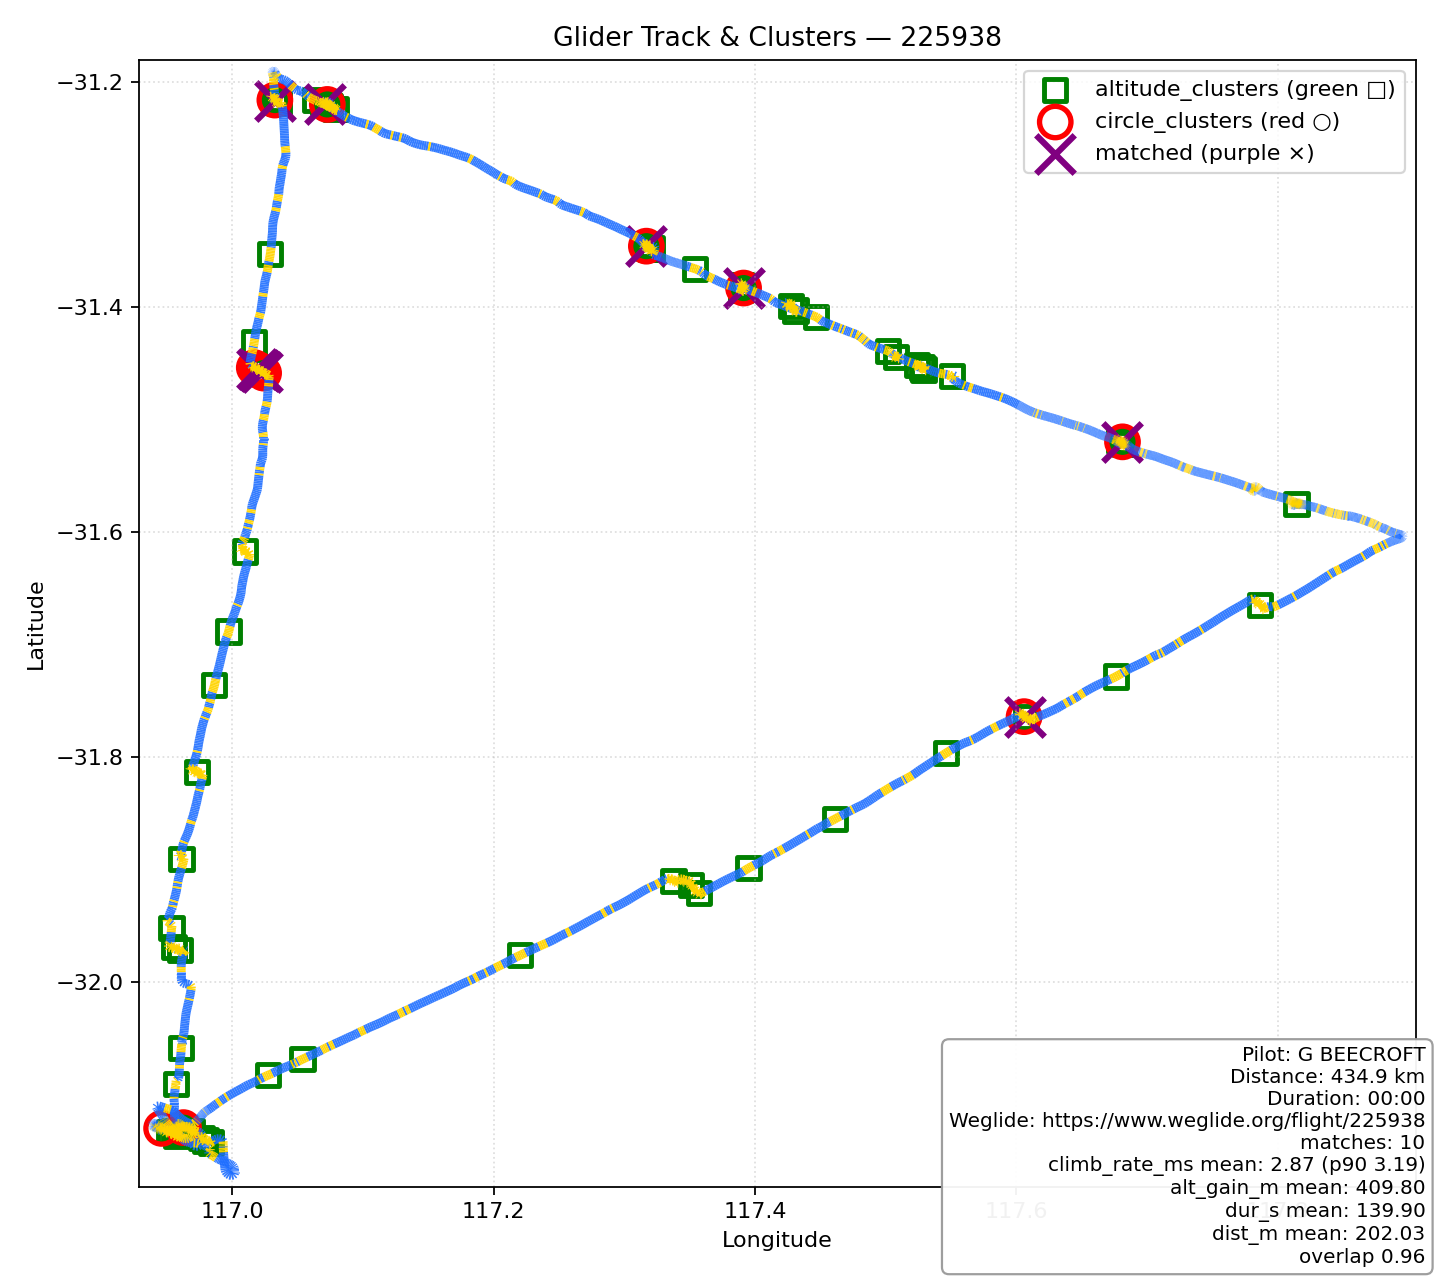 Glider Track & Clusters — 225938
altitude_clusters (green □)
circle_clusters (red ○)
matched (purple ×)
−31.2
−31.4
−31.6
−31.8
−32.0
Latitude
117.0
117.2
117.4
117.6
Longitude
Pilot: G BEECROFT
Distance: 434.9 km
Duration: 00:00
Weglide: https://www.weglide.org/flight/225938
matches: 10
climb_rate_ms mean: 2.87 (p90 3.19)
alt_gain_m mean: 409.80
dur_s mean: 139.90
dist_m mean: 202.03
overlap 0.96